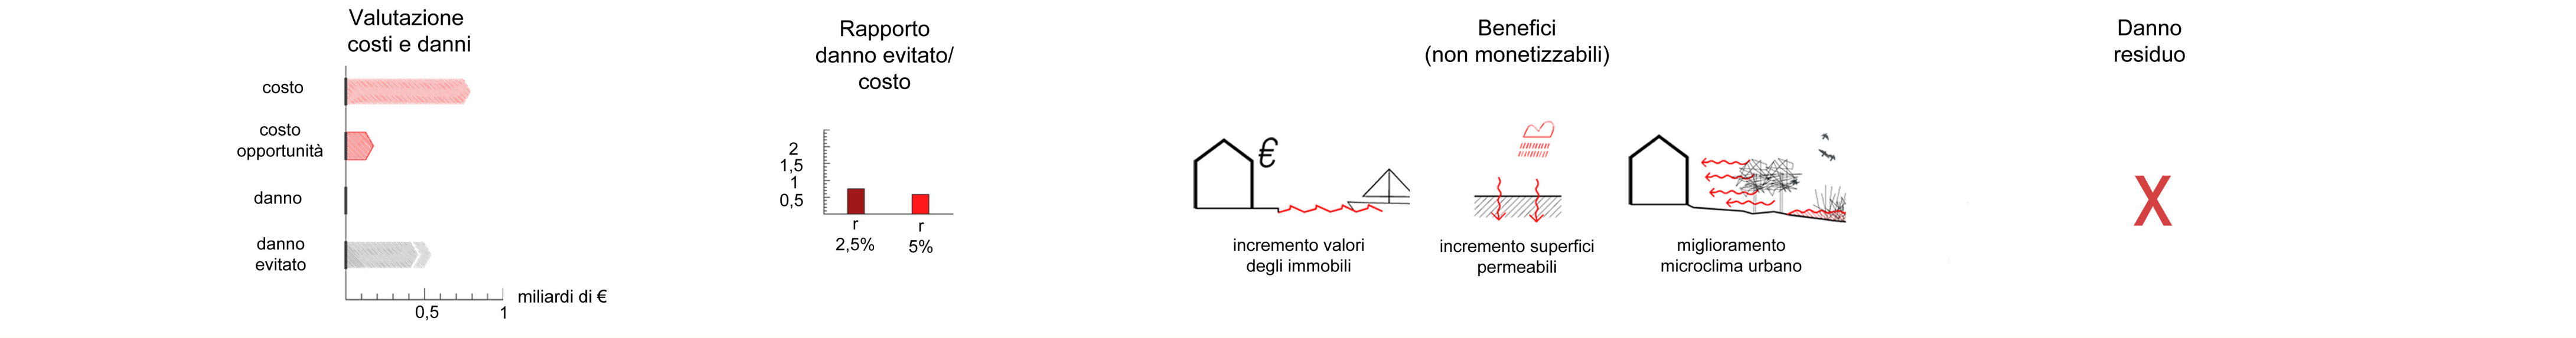 Valutazione
costi e danni
costo
costo
opportunità
danno
danno
evitato
0,5
1
miliardi di €
Rapporto
danno evitato/
costo
2
1,5
1
0,5
r
2,5%
r
5%
Benefici
(non monetizzabili)
€
incremento valori
degli immobili
incremento superfici
permeabili
miglioramento
microclima urbano
Danno
residuo
X